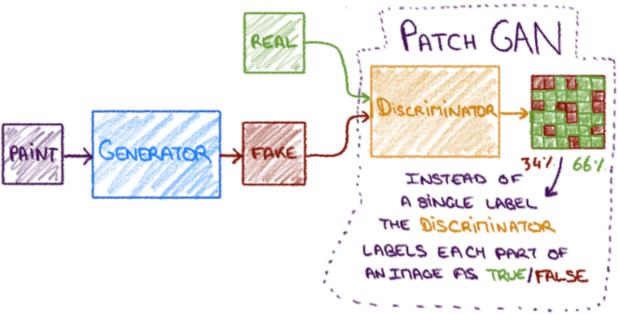 REAL
PATCH GAN
PAINT
GENERATOR
FAKE
DISCRIMINATOR
34% 66%
INSTEAD OF
A SINGLE LABEL
THE DISCRIMINATOR
LABELS EACH PART OF
AN IMAGE AS TRUE/FALSE